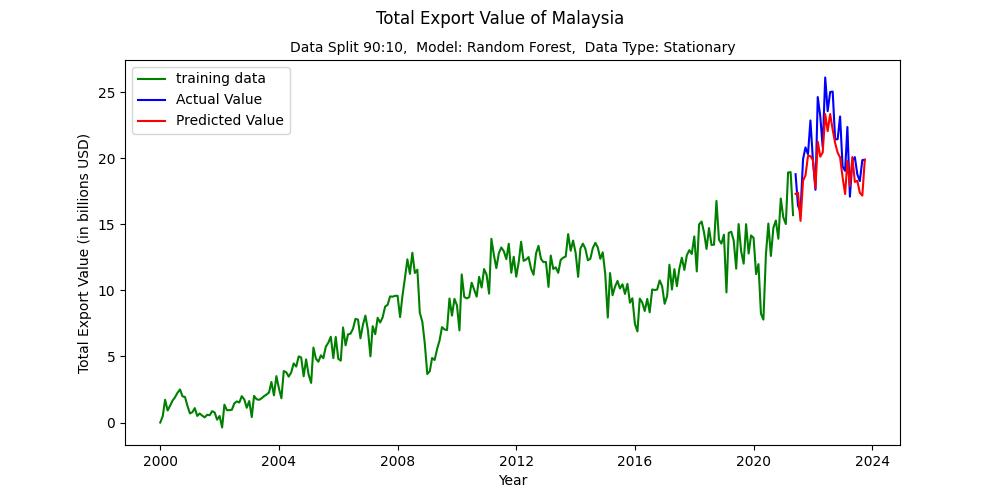 Total Export Value of Malaysia
Data Split 90:10,  Model: Random Forest,  Data Type: Stationary
training data
Actual Value
Predicted Value
Total Export Value (in billions USD)
25
20
15
10
5
0
2000
2004
2008
2012
2016
2020
2024
Year